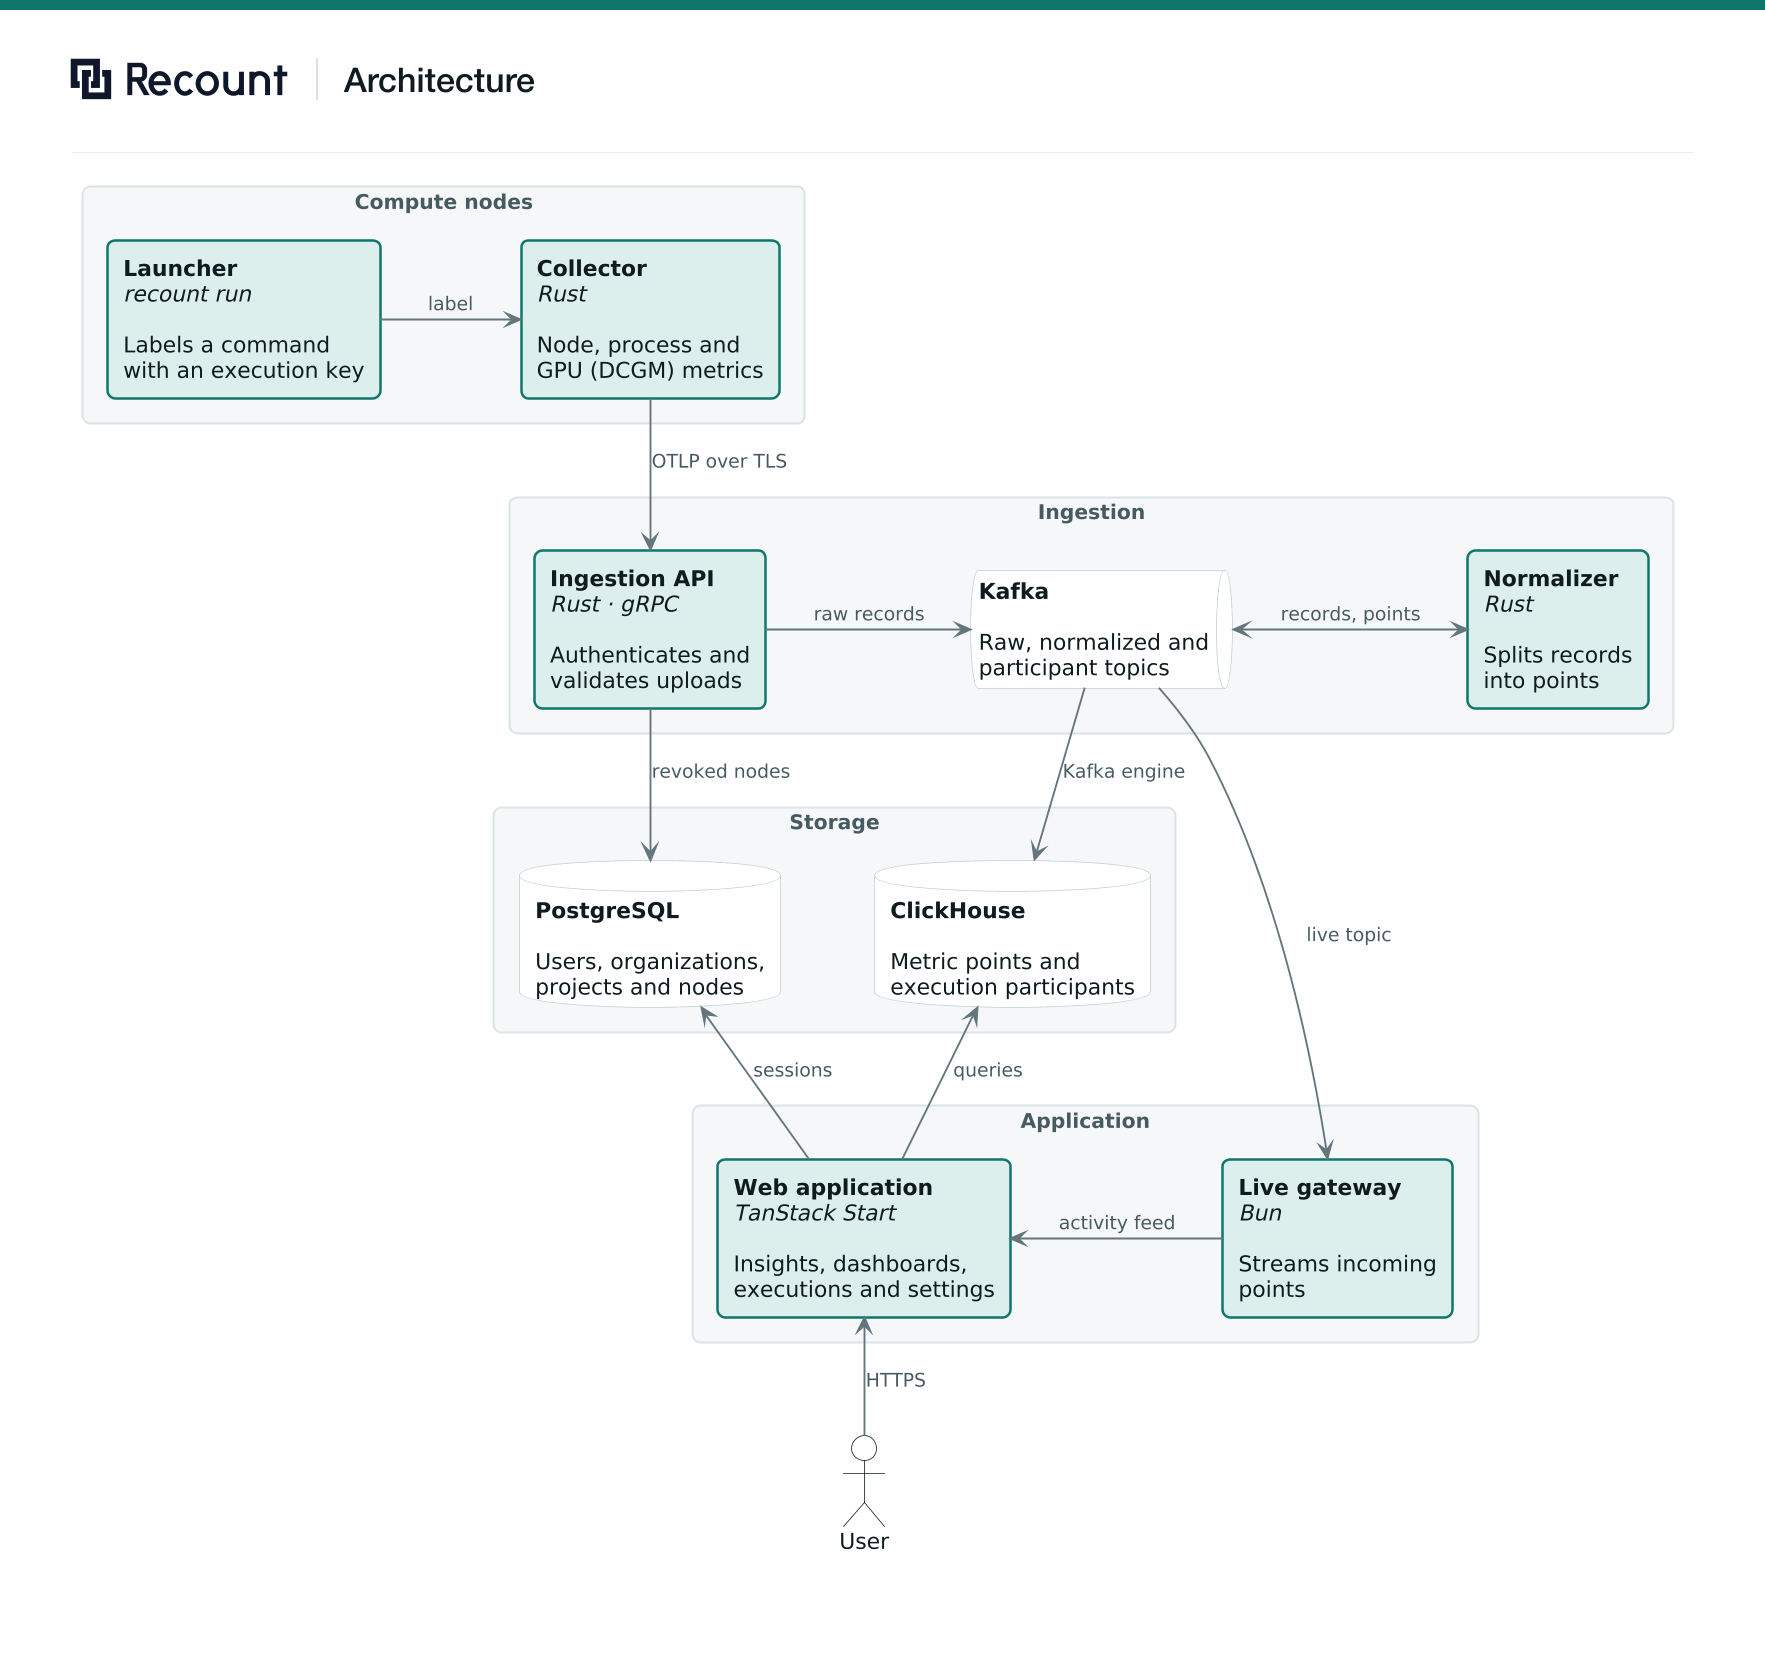 Recount
Architecture
Compute nodes
Launcher
recount run
Labels a command
with an execution key
label
Collector
Rust
Node, process and
GPU (DCGM) metrics
OTLP over TLS
Ingestion
Ingestion API
Rust · gRPC
Authenticates and
validates uploads
raw records
Kafka
Raw, normalized and
participant topics
records, points
Normalizer
Rust
Splits records
into points
revoked nodes
Kafka engine
Storage
PostgreSQL
Users, organizations,
projects and nodes
ClickHouse
Metric points and
execution participants
live topic
sessions
queries
Application
Web application
TanStack Start
Insights, dashboards,
executions and settings
activity feed
Live gateway
Bun
Streams incoming
points
HTTPS
User